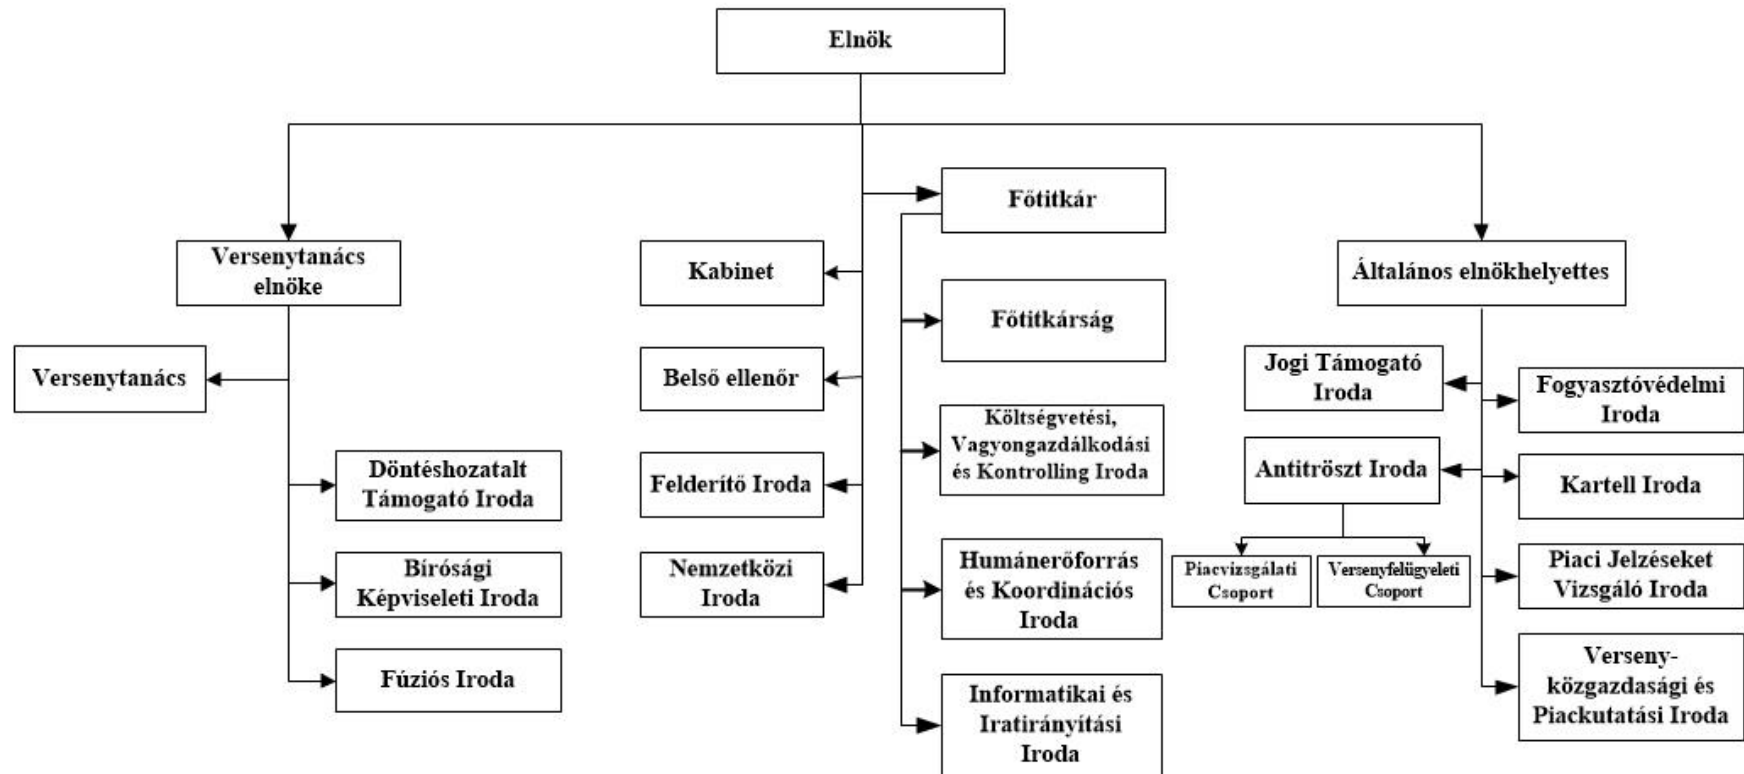 Elnök
Versenytanács
elnöke
Versenytanács
Döntéshozatalt
Támogató Iroda
Bírósági
Képviseleti Iroda
Fúziós Iroda
Kabinet
Belső ellenőr
Felderítő Iroda
Nemzetközi
Iroda
Főtitkár
Főtitkárság
Költségvetési,
Vagyongazdálkodási
és Kontrolling Iroda
Humánerőforrás
és Koordinációs
Iroda
Informatikai és
Iratirányítási
Iroda
Általános elnökhelyettes
Jogi Támogató
Iroda
Antitröszt Iroda
Piacvizsgálati
Csoport
Versenyfelügyeleti
Csoport
Fogyasztóvédelmi
Iroda
Kartell Iroda
Piaci Jelzéseket
Vizsgáló Iroda
Verseny-
közgazdasági és
Piackutatási Iroda